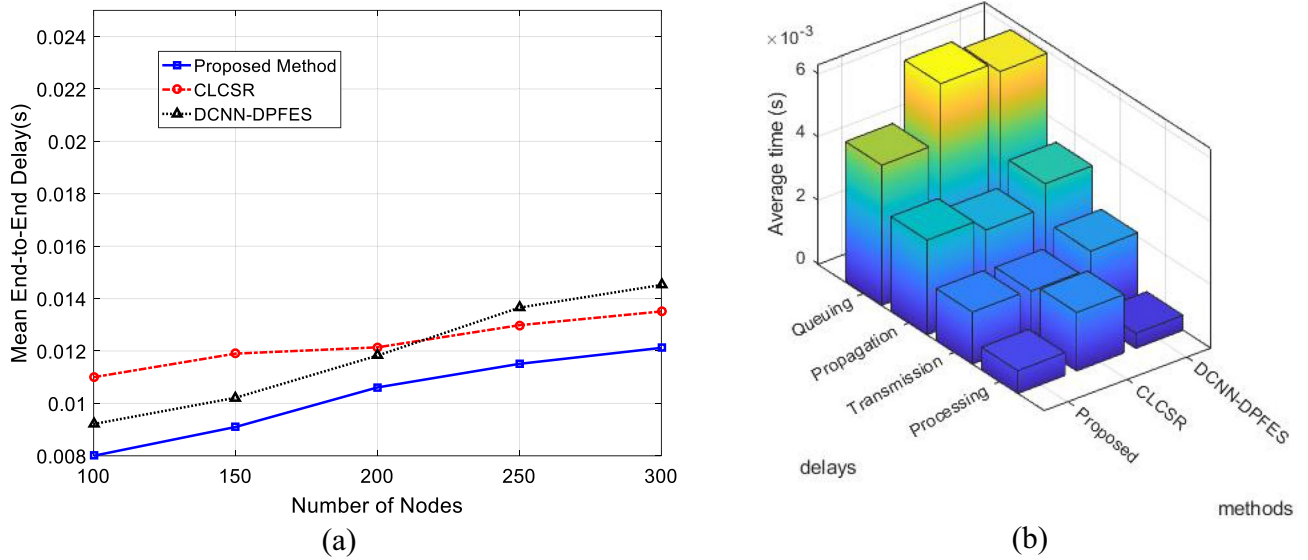 0.024
0.022
0.02
0.018
0.016
0.014
0.012
0.01
0.008
Mean End-to-End Delay(s)
Proposed Method
CLCSR
DCNN-DPFES
100 150 200 250 300
Number of Nodes
(a)
× 10⁻³
6
4
2
0
Average time (s)
Queuing
Propagation
Transmission
Processing
delays
Proposed
CLCSR
DCNN-DPFES
methods
(b)